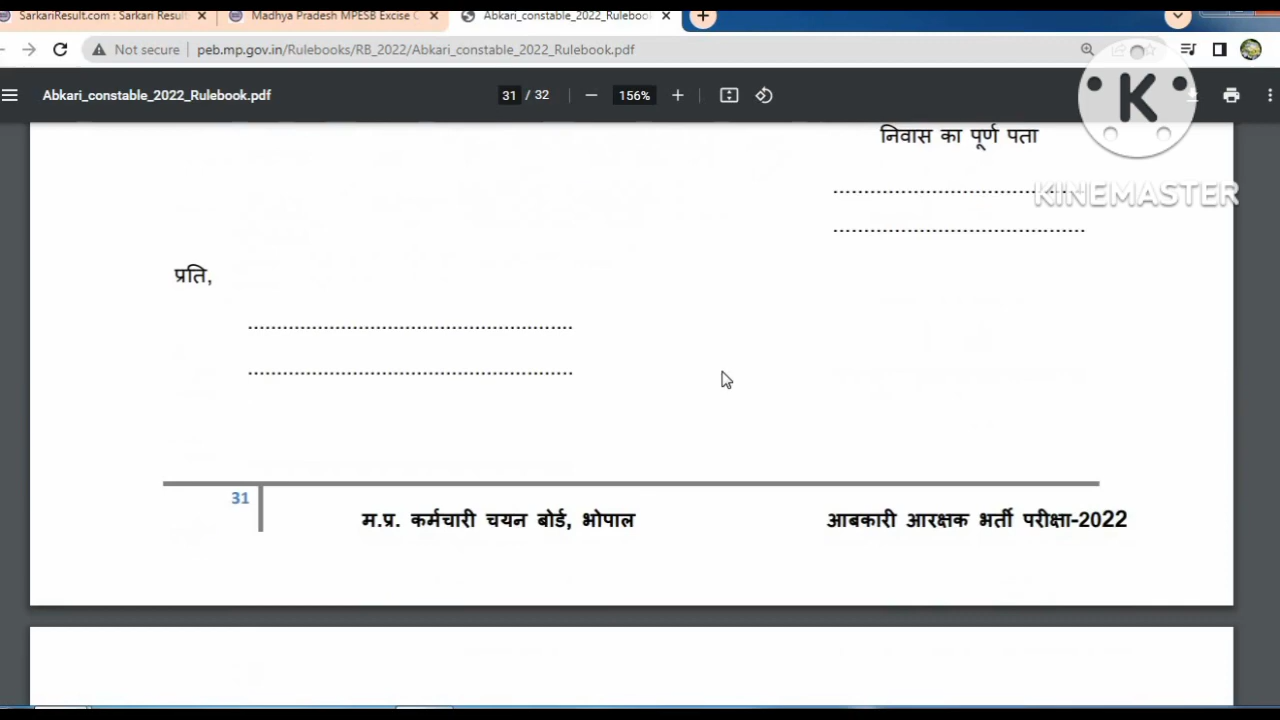 SarkariResult.com : Sarkari Result
Madhya Pradesh MPESB Excise C
Abkari_constable_2022_Rulebook.p
Not secure
peb.mp.gov.in/Rulebooks/RB_2022/Abkari_constable_2022_Rulebook.pdf
Abkari_constable_2022_Rulebook.pdf
31 / 32
156%
K
KINEMASTER
निवास का पूर्ण पता
..........................................
..........................................
प्रति,
......................................................
......................................................
31
म.प्र. कर्मचारी चयन बोर्ड, भोपाल
आबकारी आरक्षक भर्ती परीक्षा-2022